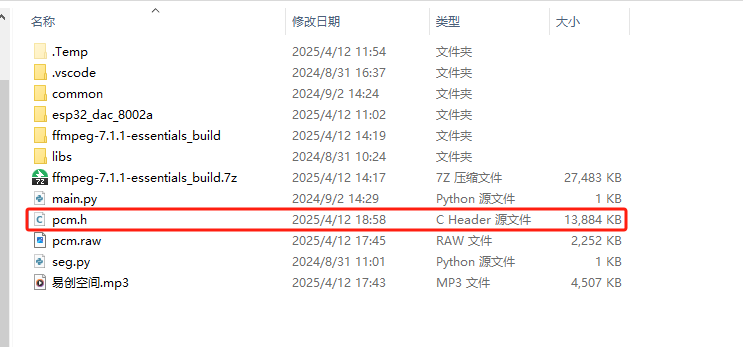 名称 修改日期 类型 大小
.Temp 2025/4/12 11:54 文件夹
.vscode 2024/8/31 16:37 文件夹
common 2024/9/2 14:24 文件夹
esp32_dac_8002a 2025/4/12 11:02 文件夹
ffmpeg-7.1.1-essentials_build 2025/4/12 14:19 文件夹
libs 2024/8/31 10:24 文件夹
ffmpeg-7.1.1-essentials_build.7z 2025/4/12 14:17 7Z 压缩文件 27,483 KB
main.py 2024/9/2 14:29 Python 源文件 1 KB
pcm.h 2025/4/12 18:58 C Header 源文件 13,884 KB
pcm.raw 2025/4/12 17:45 RAW 文件 2,252 KB
seg.py 2024/8/31 11:01 Python 源文件 1 KB
易创空间.mp3 2025/4/12 17:43 MP3 文件 4,507 KB